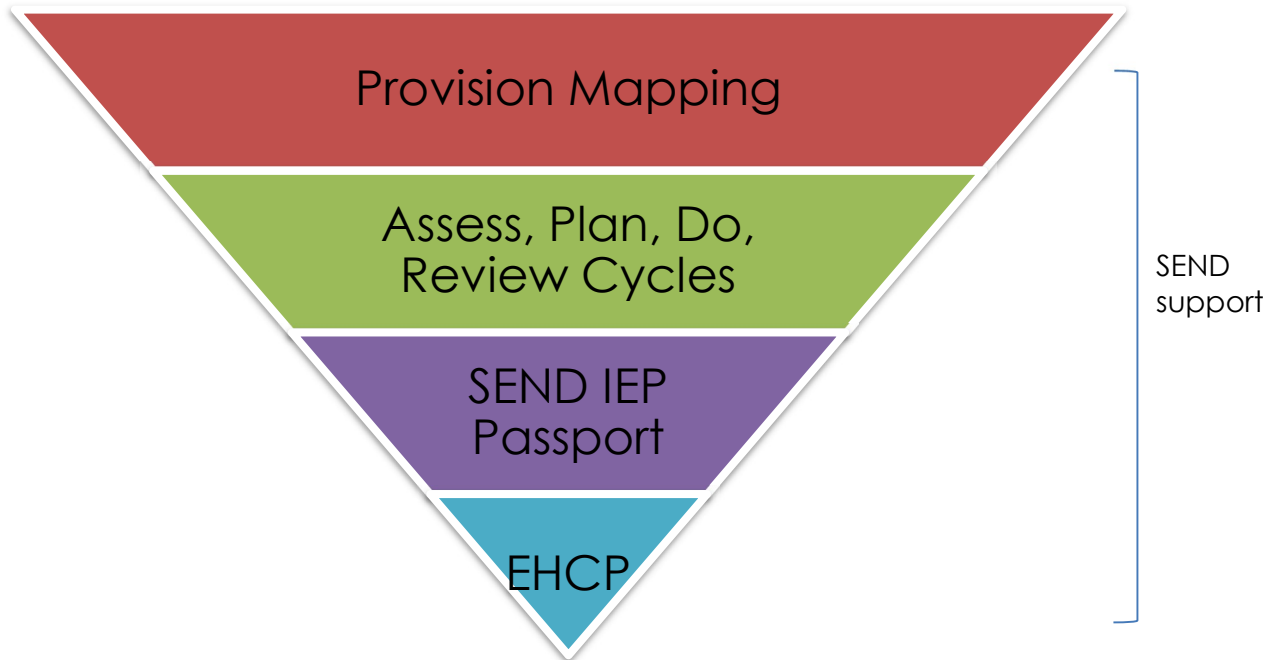 Provision Mapping
Assess, Plan, Do,
Review Cycles
SEND
support
SEND IEP
Passport
EHCP